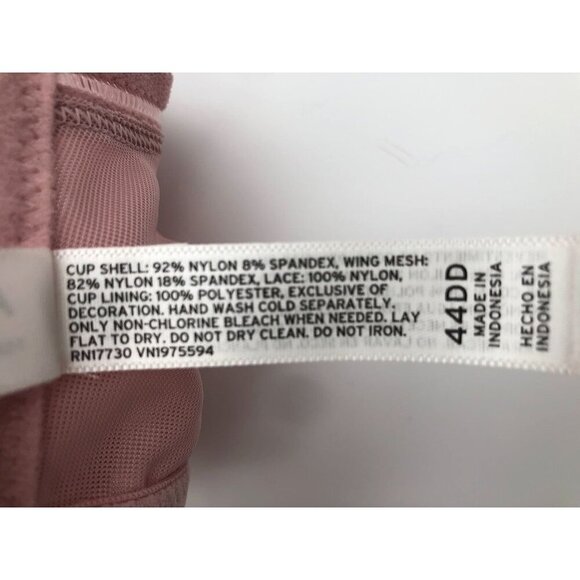 CUP SHELL: 92% NYLON 8% SPANDEX, WING MESH:
82% NYLON 18% SPANDEX, LACE: 100% NYLON,
CUP LINING: 100% POLYESTER, EXCLUSIVE OF
DECORATION. HAND WASH COLD SEPARATELY.
ONLY NON-CHLORINE BLEACH WHEN NEEDED. LAY
FLAT TO DRY. DO NOT DRY CLEAN. DO NOT IRON.
RN17730 VN1975594
44DD
MADE IN
INDONESIA
HECHO EN
INDONESIA